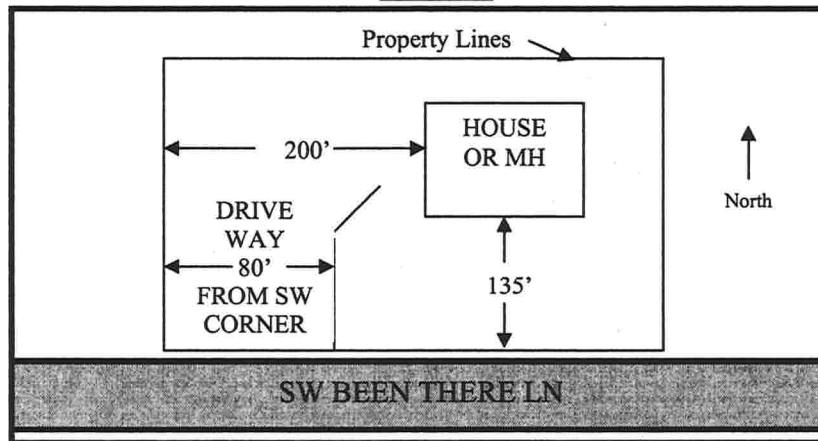 Property Lines
HOUSE
OR MH
200'
North
DRIVE
WAY
80'
FROM SW
CORNER
135'
SW BEEN THERE LN